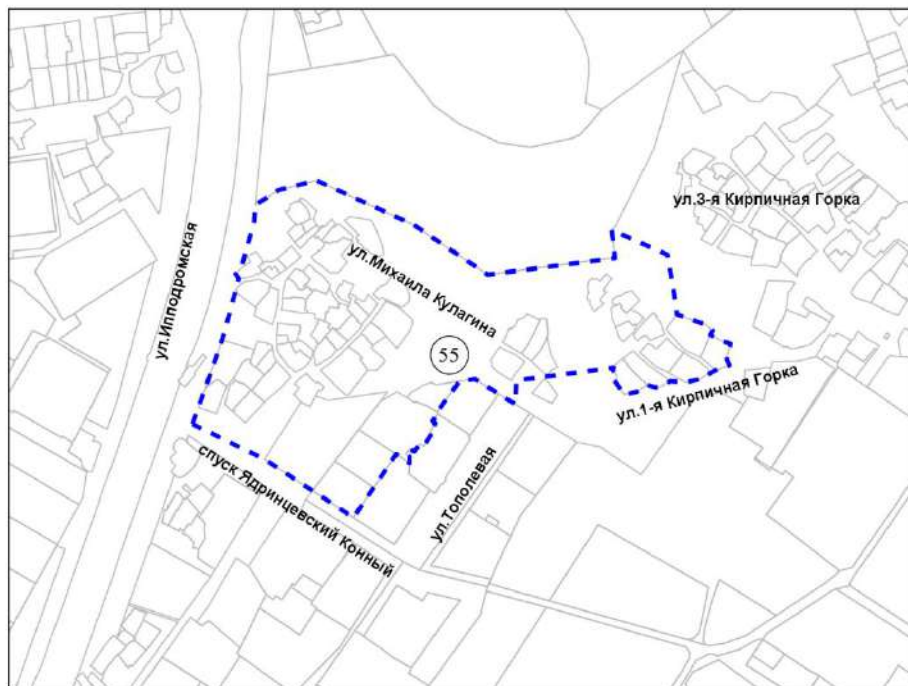 ул.3-я Кирпичная Горка
ул.Ипподромская
ул.Михаила Кулагина
55
ул.1-я Кирпичная Горка
спуск Ядринцевский Конный
ул.Тополевая